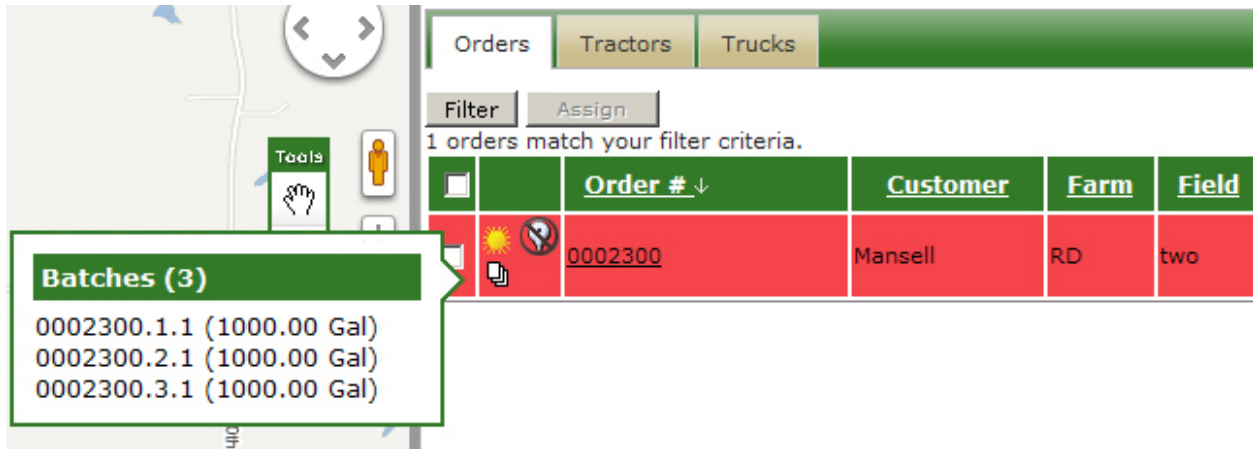 Orders Tractors Trucks
Filter Assign
1 orders match your filter criteria.
Order # ↓ Customer Farm Field
0002300 Mansell RD two
Tools
Batches (3)
0002300.1.1 (1000.00 Gal)
0002300.2.1 (1000.00 Gal)
0002300.3.1 (1000.00 Gal)